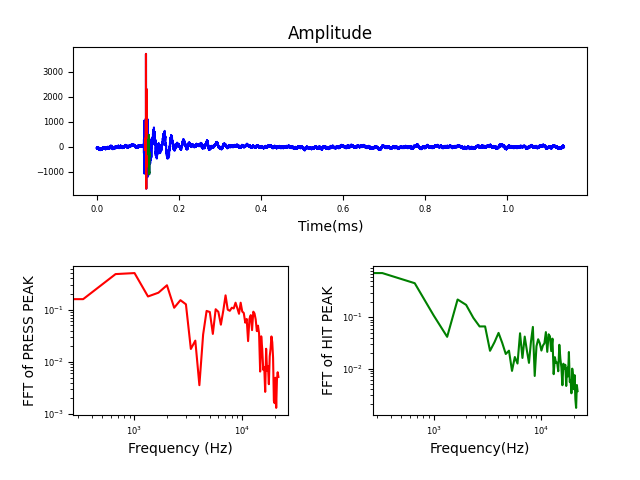 Amplitude
3000
2000
1000
0
−1000
0.0 0.2 0.4 0.6 0.8 1.0
Time(ms)
FFT of PRESS PEAK
10⁻¹
10⁻²
10⁻³
10³ 10⁴
Frequency (Hz)
FFT of HIT PEAK
10⁻¹
10⁻²
10³ 10⁴
Frequency(Hz)